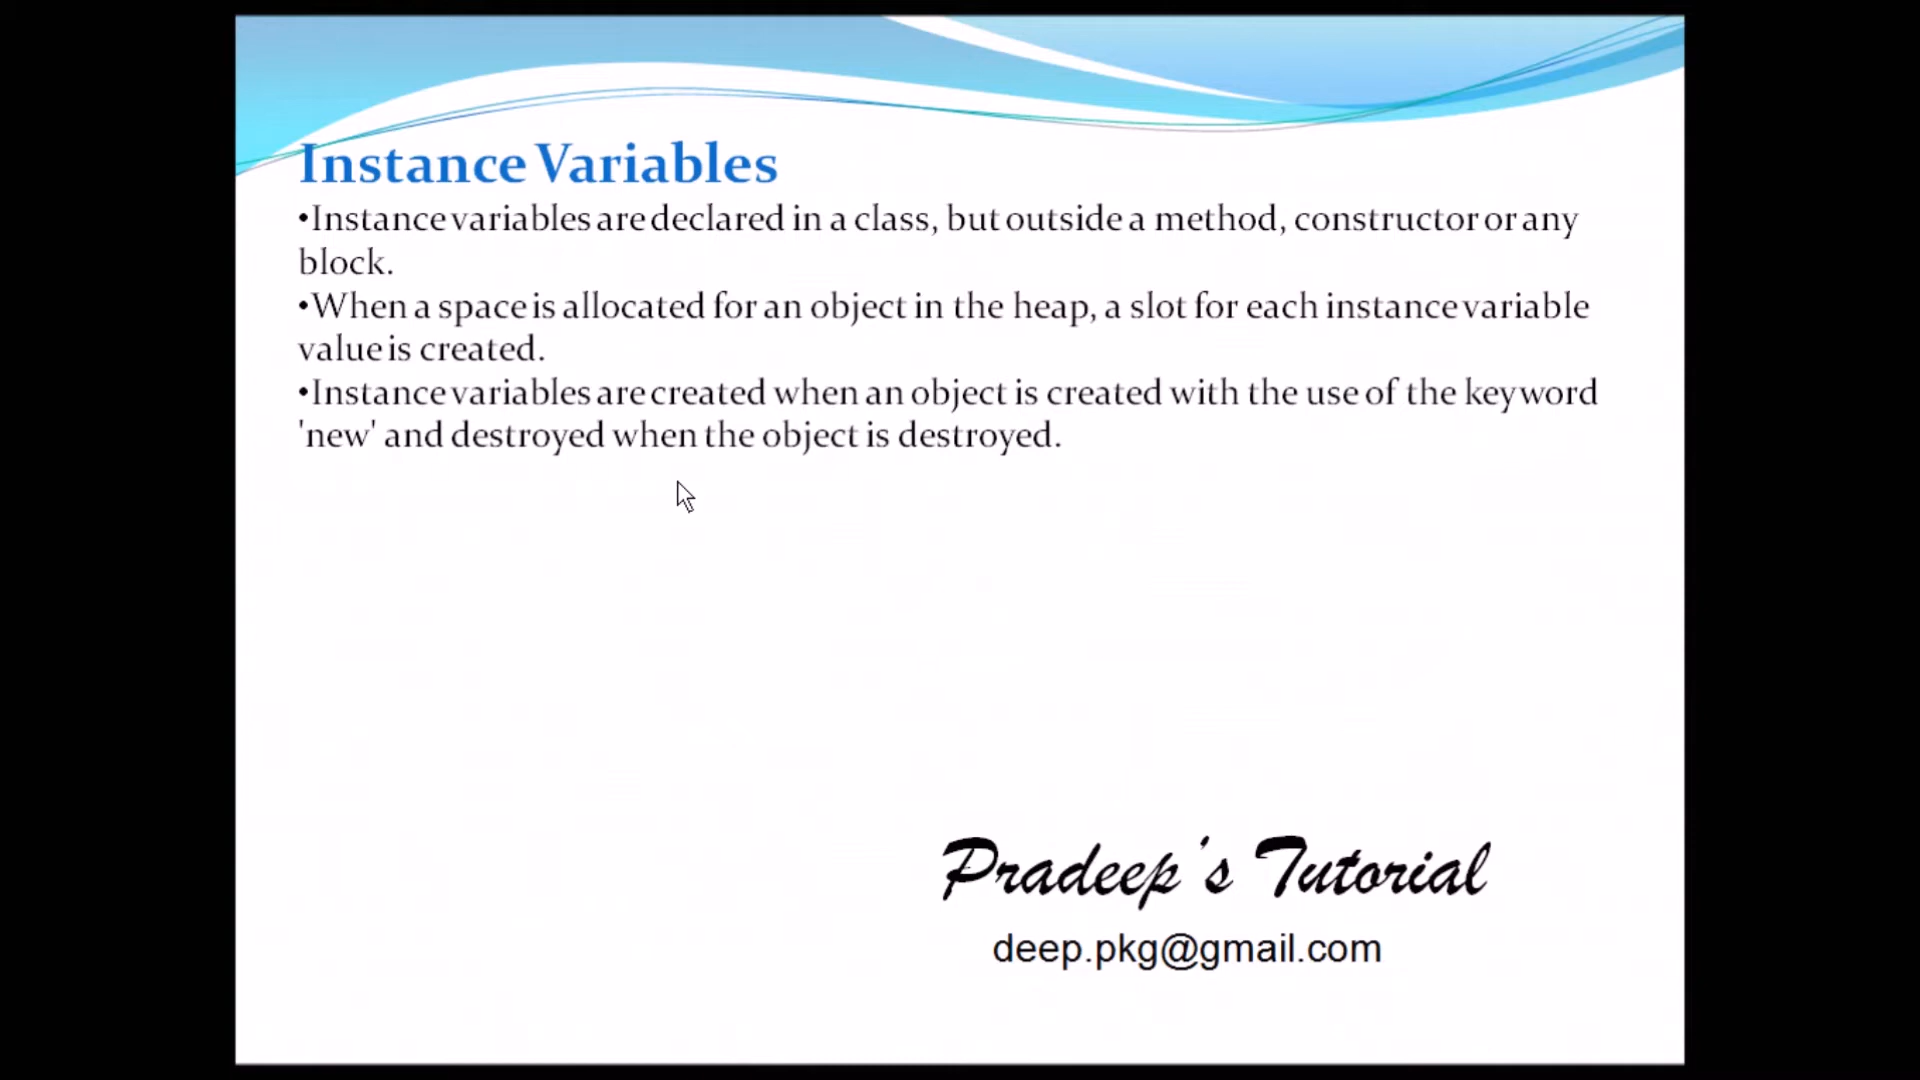 Instance Variables
•Instance variables are declared in a class, but outside a method, constructor or any
block.
•When a space is allocated for an object in the heap, a slot for each instance variable
value is created.
•Instance variables are created when an object is created with the use of the keyword
'new' and destroyed when the object is destroyed.
Pradeep's Tutorial
deep.pkg@gmail.com